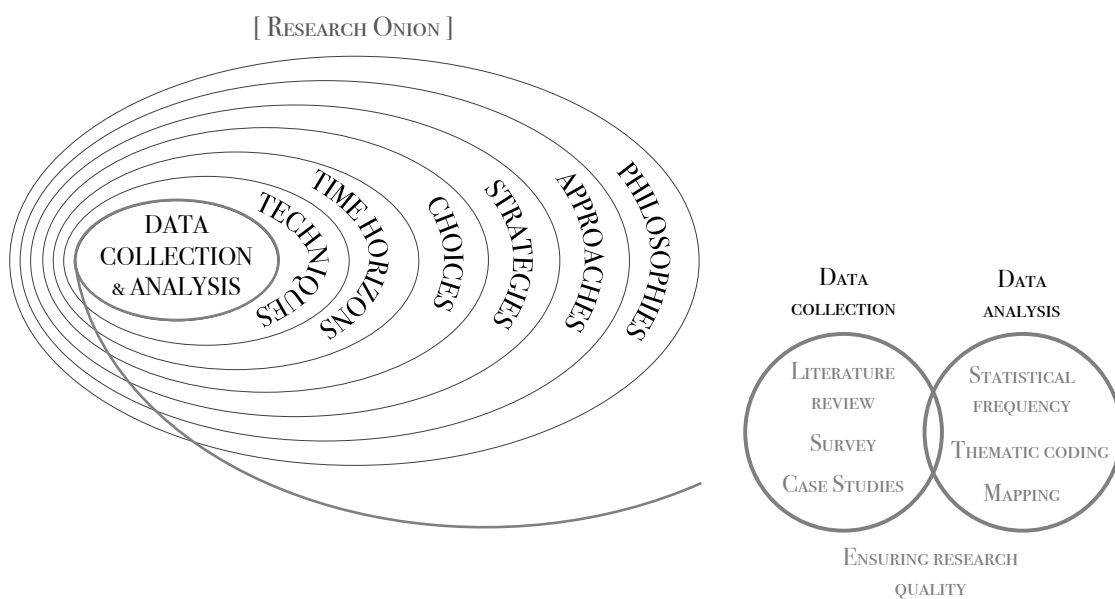 [ Research Onion ]
DATA
COLLECTION
& ANALYSIS
TECHNIQUES
TIME HORIZONS
CHOICES
STRATEGIES
APPROACHES
PHILOSOPHIES
Data
collection
Literature
review
Survey
Case Studies
Data
analysis
Statistical
frequency
Thematic coding
Mapping
Ensuring research
quality